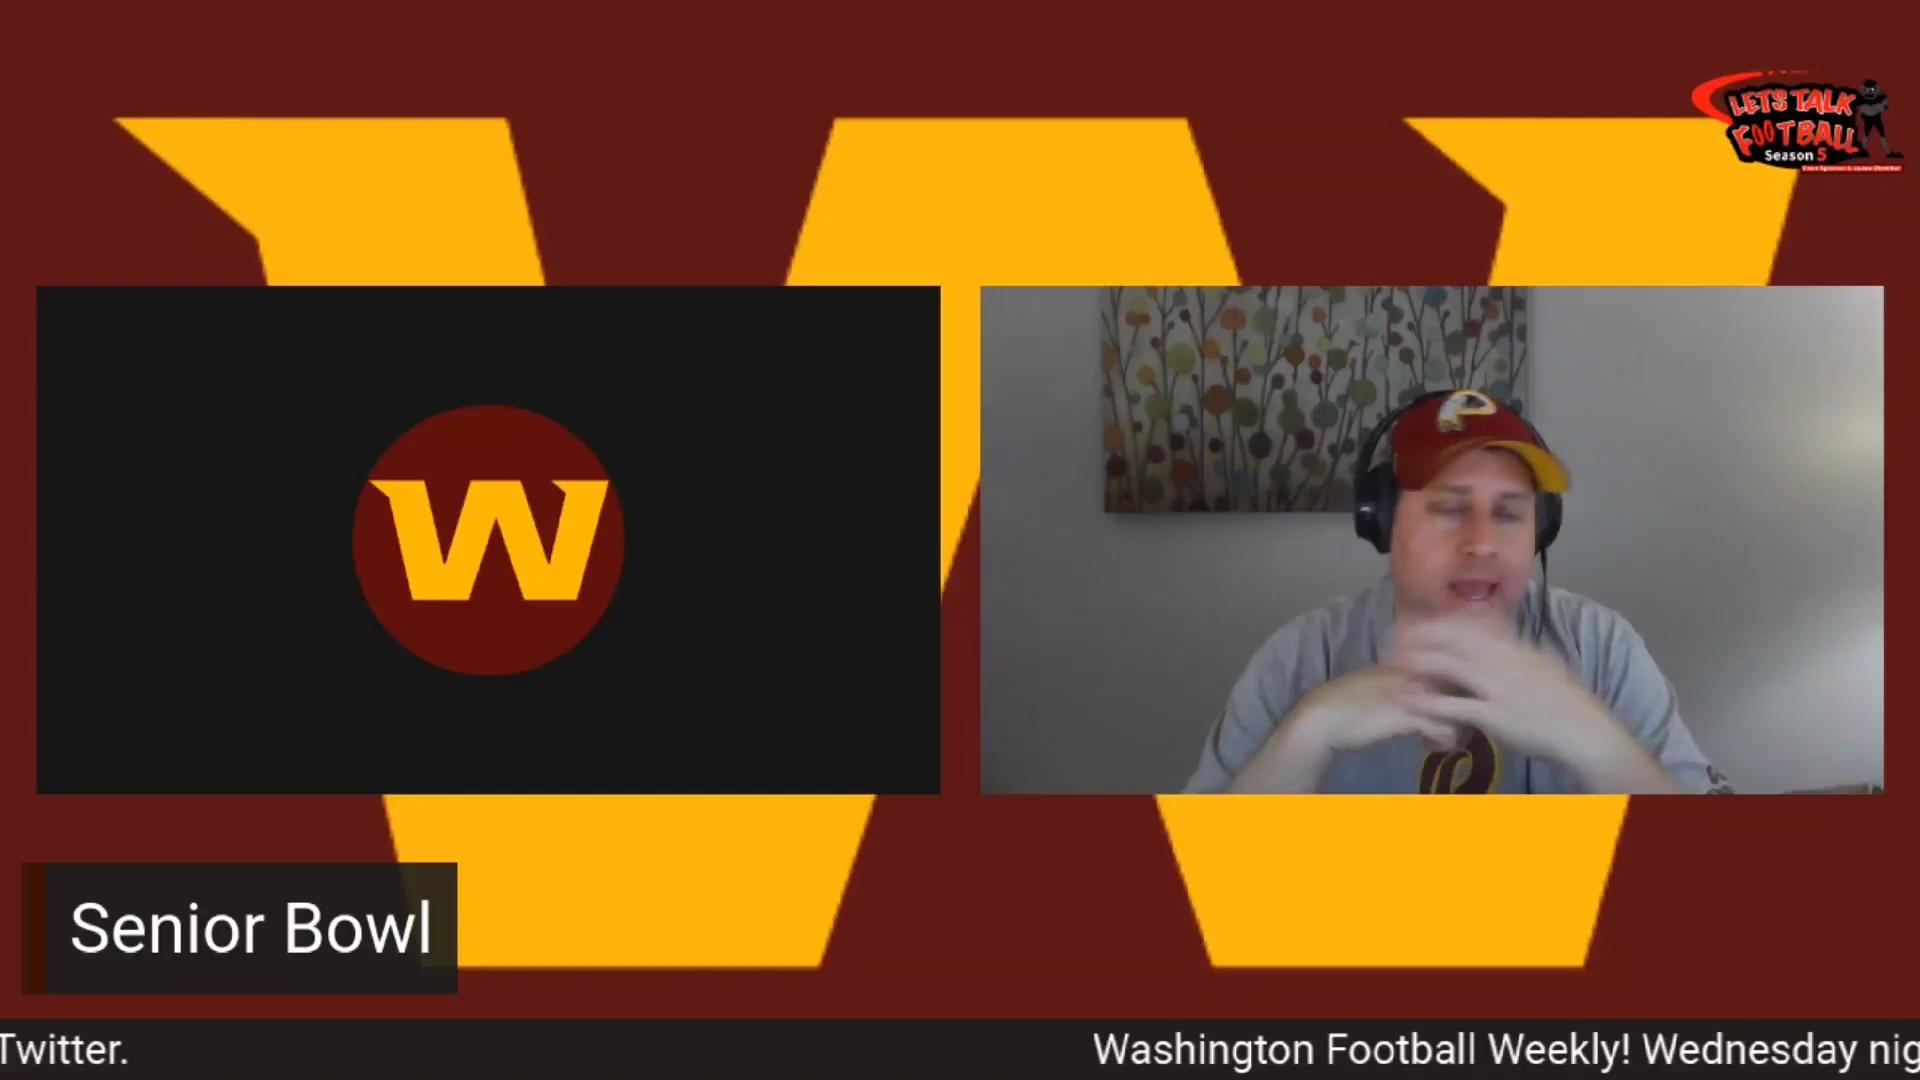 LETS TALK
FOOTBALL
Season 5
W
Senior Bowl
Twitter.
Washington Football Weekly! Wednesday nig